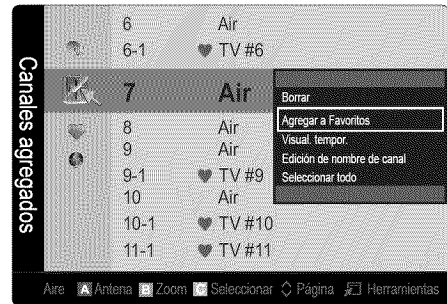 Canales agregados
6 Air
6-1 ♥ TV #6
7 Air
8 Air
9 Air
9-1 ♥ TV #9
10 Air
10-1 ♥ TV #10
11-1 ♥ TV #11
Borrar
Agregar a Favoritos
Visual. tempor.
Edición de nombre de canal
Seleccionar todo
Aire A Antena B Zoom C Seleccionar Página Herramientas